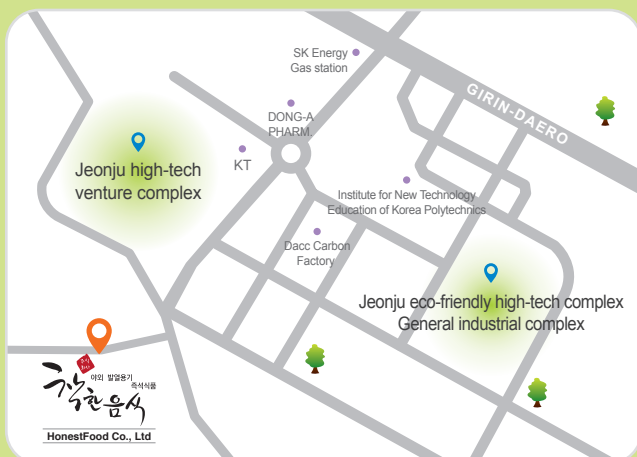 SK Energy
Gas station
GIRIN-DAERO
DONG-A
PHARM.
KT
Jeonju high-tech
venture complex
Institute for New Technology
Education of Korea Polytechnics
Dacc Carbon
Factory
Jeonju eco-friendly high-tech complex
General industrial complex
야외 발열용기
즉석식품
착한음식
HonestFood Co., Ltd